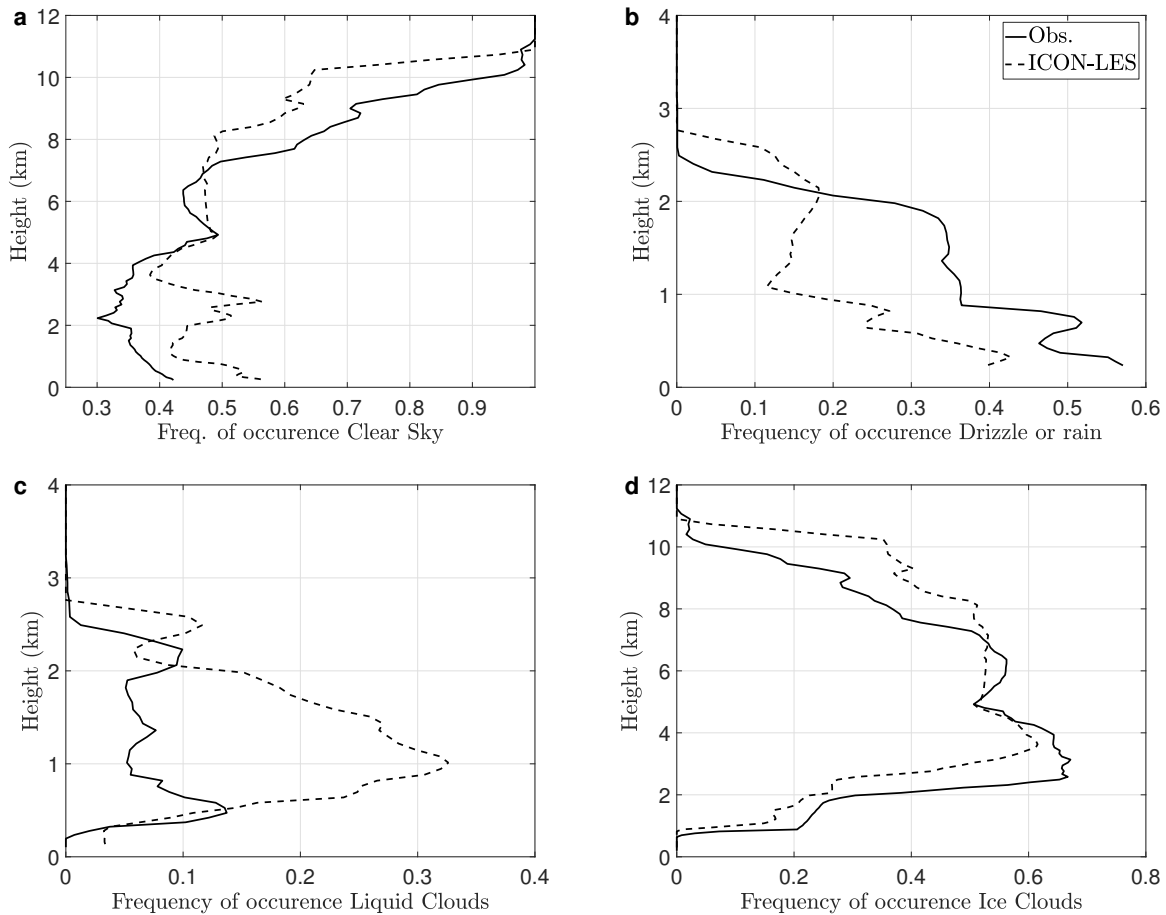 a
12
10
8
6
4
2
0
Height (km)
0.3 0.4 0.5 0.6 0.7 0.8 0.9
Freq. of occurence Clear Sky
b
Obs.
ICON-LES
4
3
2
1
0
Height (km)
0 0.1 0.2 0.3 0.4 0.5 0.6
Frequency of occurence Drizzle or rain
c
4
3
2
1
0
Height (km)
0 0.1 0.2 0.3 0.4
Frequency of occurence Liquid Clouds
d
12
10
8
6
4
2
0
Height (km)
0 0.2 0.4 0.6 0.8
Frequency of occurence Ice Clouds